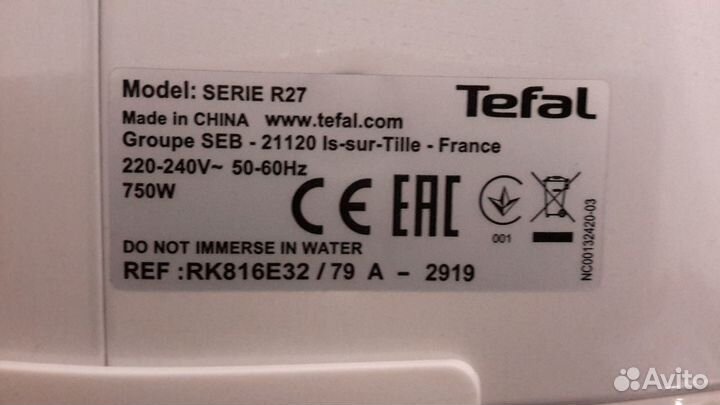 Model: SERIE R27
Tefal
Made in CHINA www.tefal.com
Groupe SEB - 21120 Is-sur-Tille - France
220-240V~ 50-60Hz
750W
CE EAC
001
DO NOT IMMERSE IN WATER
REF :RK816E32 / 79 A - 2919
NC00132420-03
Avito